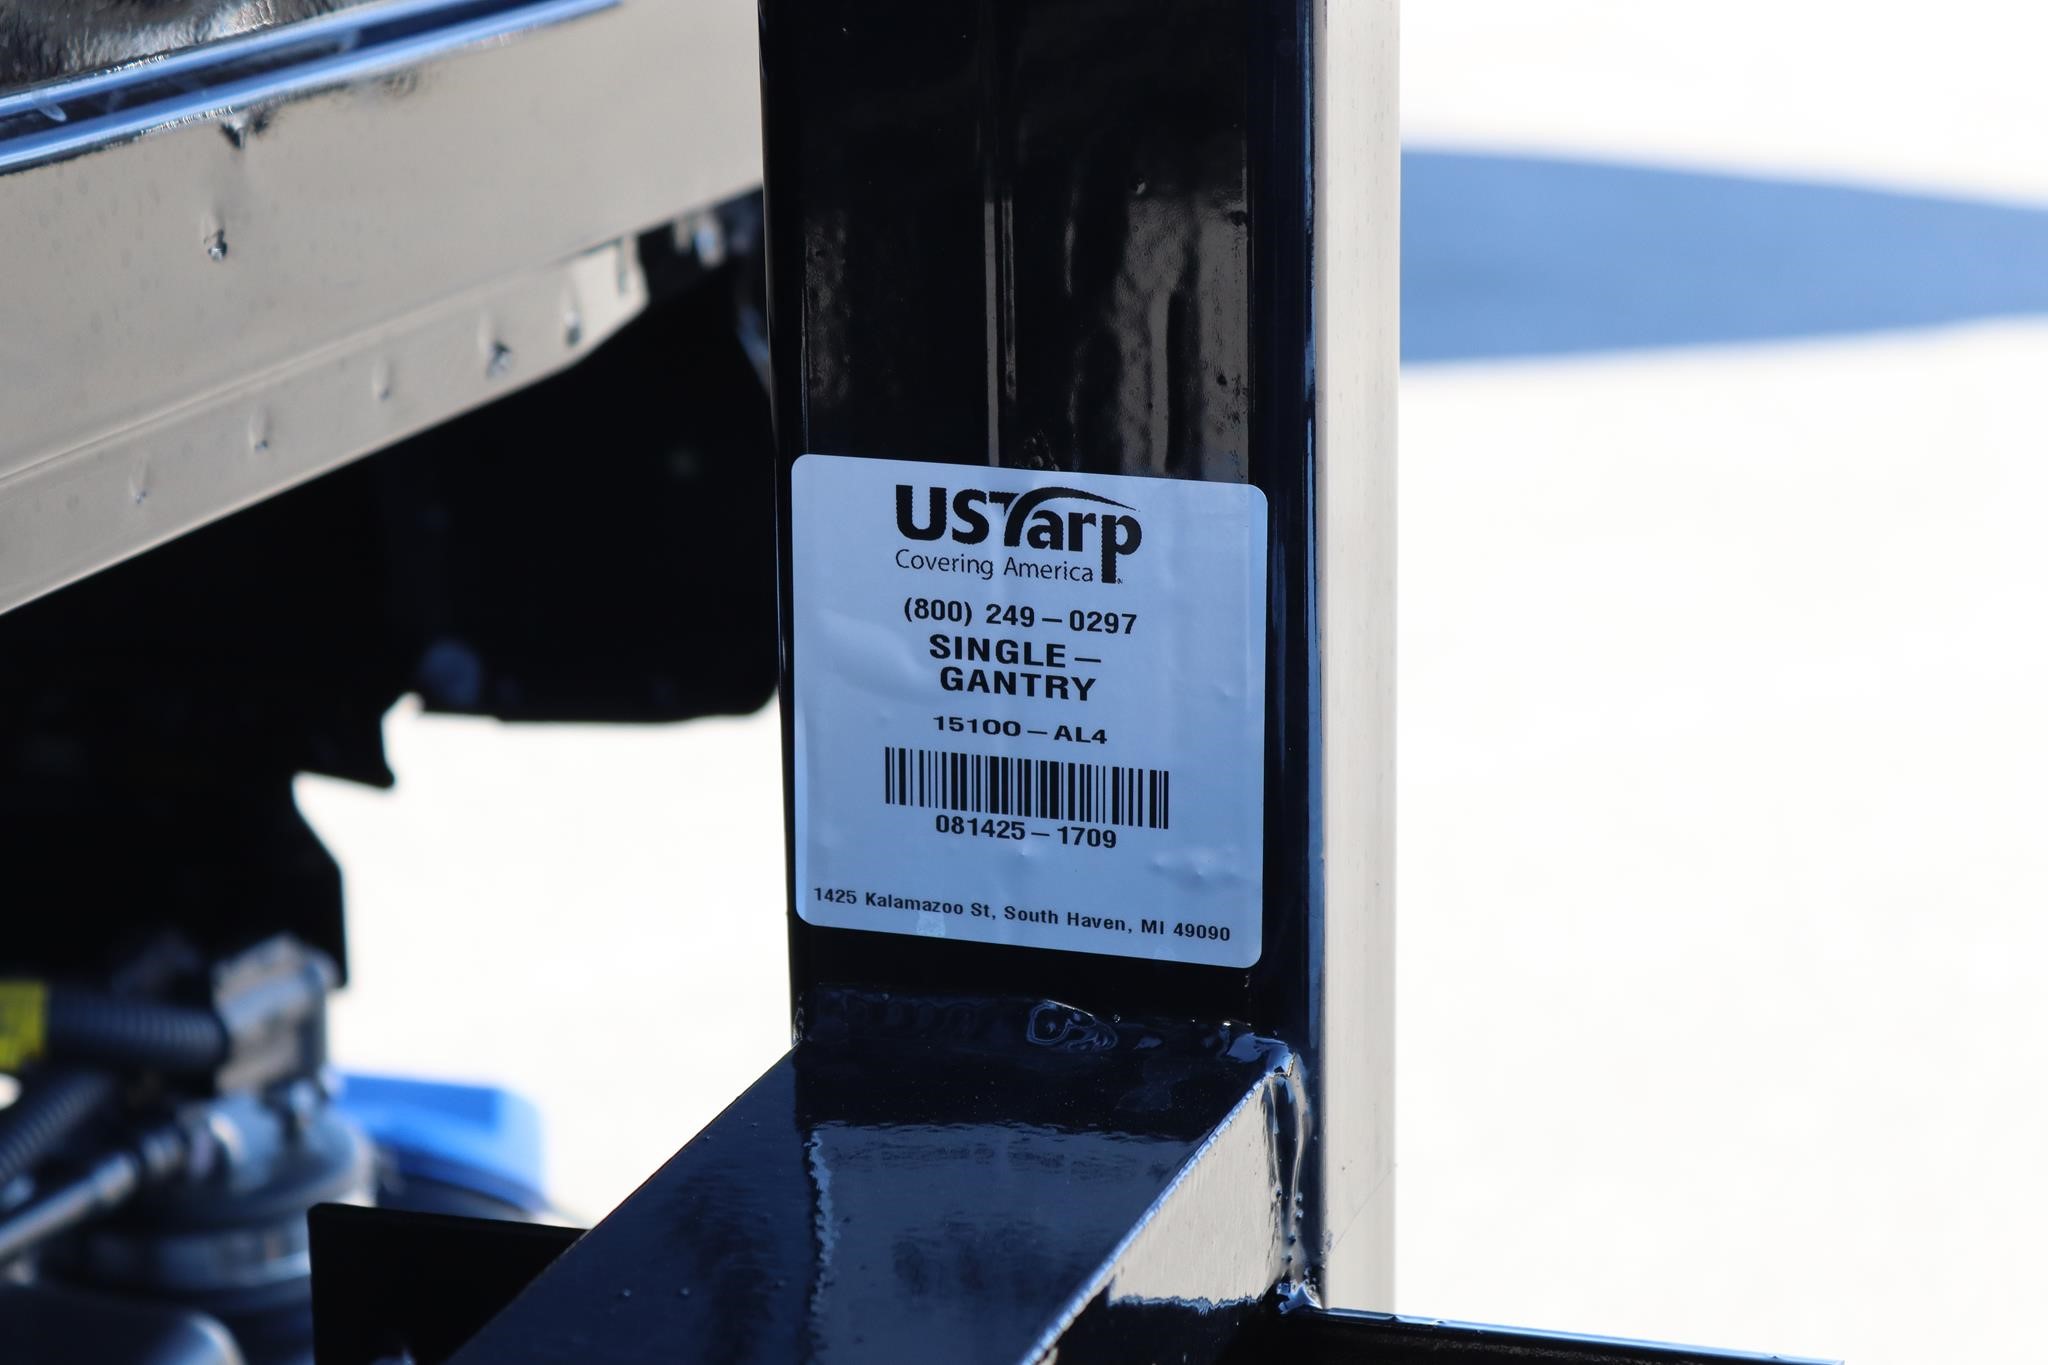 USTarp
Covering America
(800) 249-0297
SINGLE-
GANTRY
15100-AL4
081425-1709
1425 Kalamazoo St, South Haven, MI 49090